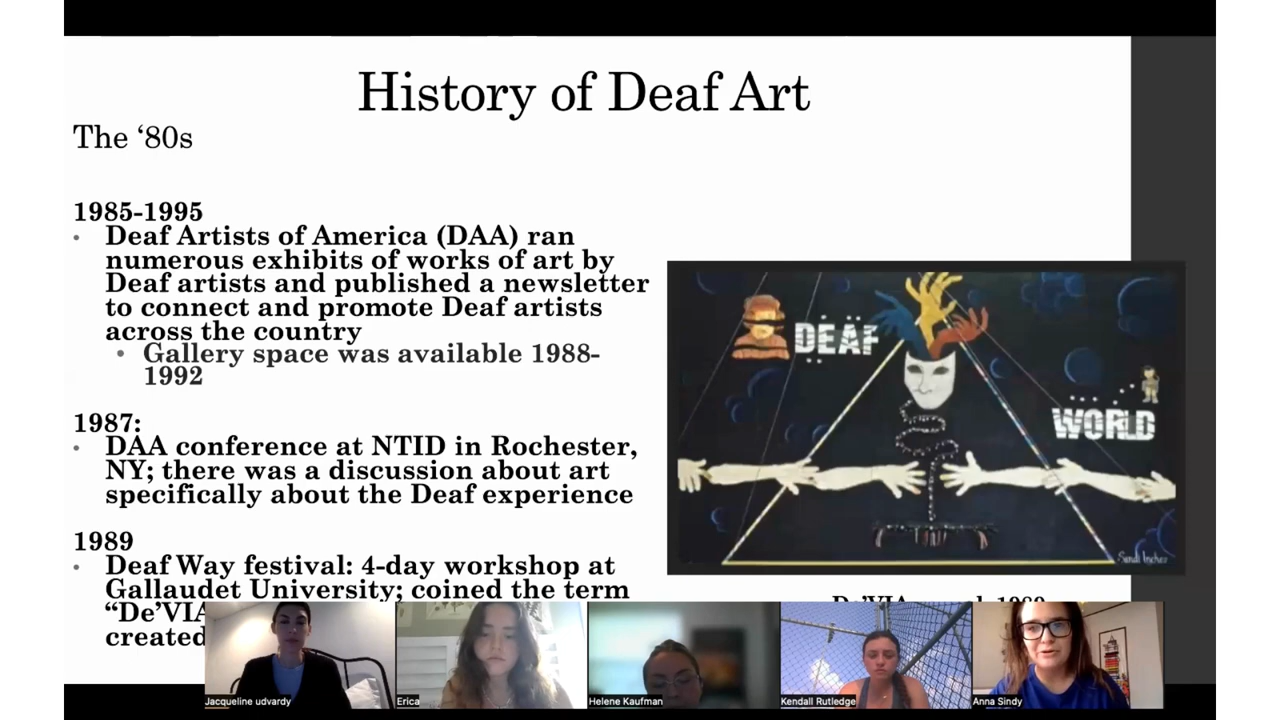 History of Deaf Art
The ‘80s
1985-1995
• Deaf Artists of America (DAA) ran
numerous exhibits of works of art by
Deaf artists and published a newsletter
to connect and promote Deaf artists
across the country
• Gallery space was available 1988-
1992
1987:
• DAA conference at NTID in Rochester,
NY; there was a discussion about art
specifically about the Deaf experience
1989
• Deaf Way festival: 4-day workshop at
Gallaudet University; coined the term
“De’VIA
created
DEAF
WORLD
Jacqueline udvardy
Erica
Helene Kaufman
Kendall Rutledge
Anna Sindy